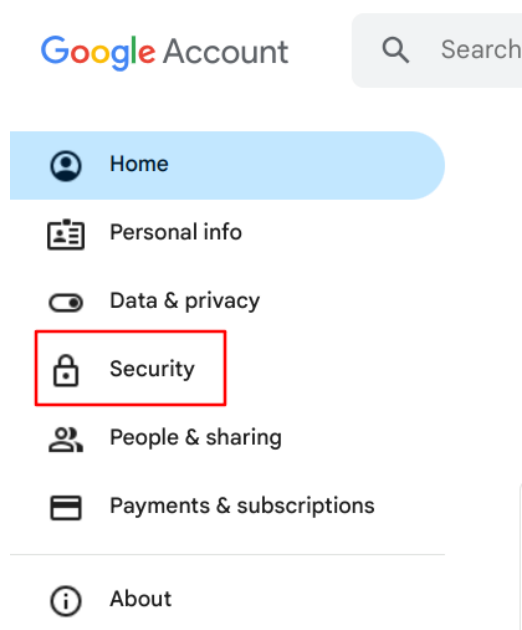 Google Account
Search
Home
Personal info
Data & privacy
Security
People & sharing
Payments & subscriptions
About